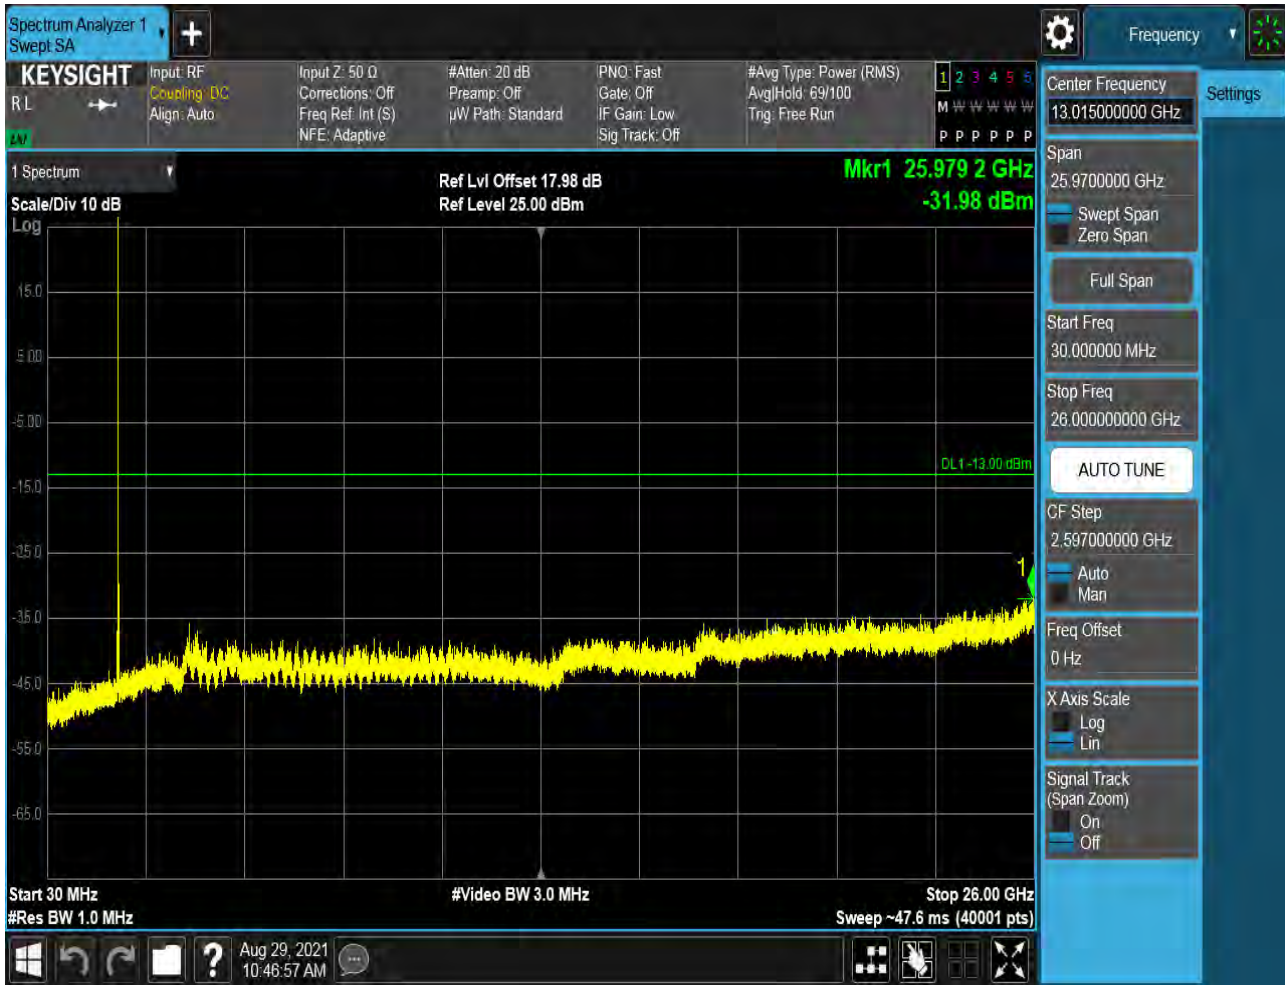 Spectrum Analyzer 1
Swept SA
+
Frequency
KEYSIGHT
R L
Input: RF
Coupling: DC
Align: Auto
Input Z: 50 Ω
Corrections: Off
Freq Ref: Int (S)
NFE: Adaptive
#Atten: 20 dB
Preamp: Off
µW Path: Standard
PNO: Fast
Gate: Off
IF Gain: Low
Sig Track: Off
#Avg Type: Power (RMS)
Avg|Hold: 69/100
Trig: Free Run
1 2 3 4 5 6
M W W W W W
P P P P P P
1 Spectrum
Scale/Div 10 dB
Log
Ref Lvl Offset 17.98 dB
Ref Level 25.00 dBm
Mkr1 25.979 2 GHz
-31.98 dBm
15.0
5.00
-5.00
-15.0
-25.0
-35.0
-45.0
-55.0
-65.0
DL1 -13.00 dBm
1
Start 30 MHz
#Res BW 1.0 MHz
#Video BW 3.0 MHz
Stop 26.00 GHz
Sweep ~47.6 ms (40001 pts)
Center Frequency
13.015000000 GHz
Settings
Span
25.9700000 GHz
Swept Span
Zero Span
Full Span
Start Freq
30.000000 MHz
Stop Freq
26.000000000 GHz
AUTO TUNE
CF Step
2.597000000 GHz
Auto
Man
Freq Offset
0 Hz
X Axis Scale
Log
Lin
Signal Track
(Span Zoom)
On
Off
?
Aug 29, 2021
10:46:57 AM